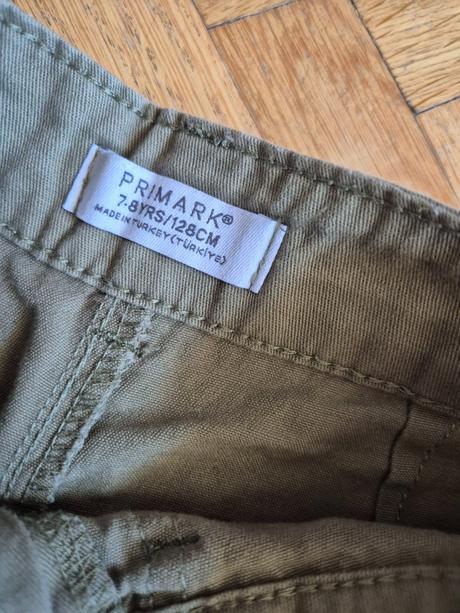 PRIMARK®
7-8YRS/128CM
MADE IN TURKEY (TÜRKİYE)